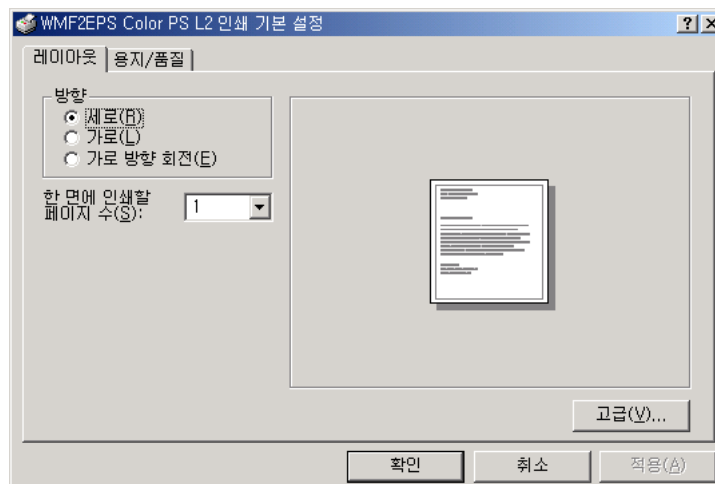 WMF2EPS Color PS L2 인쇄 기본 설정
레이아웃 용지/품질
방향
세로(R)
가로(L)
가로 방향 회전(E)
한 면에 인쇄할
페이지 수(S): 1
고급(V)...
확인 취소 적용(A)